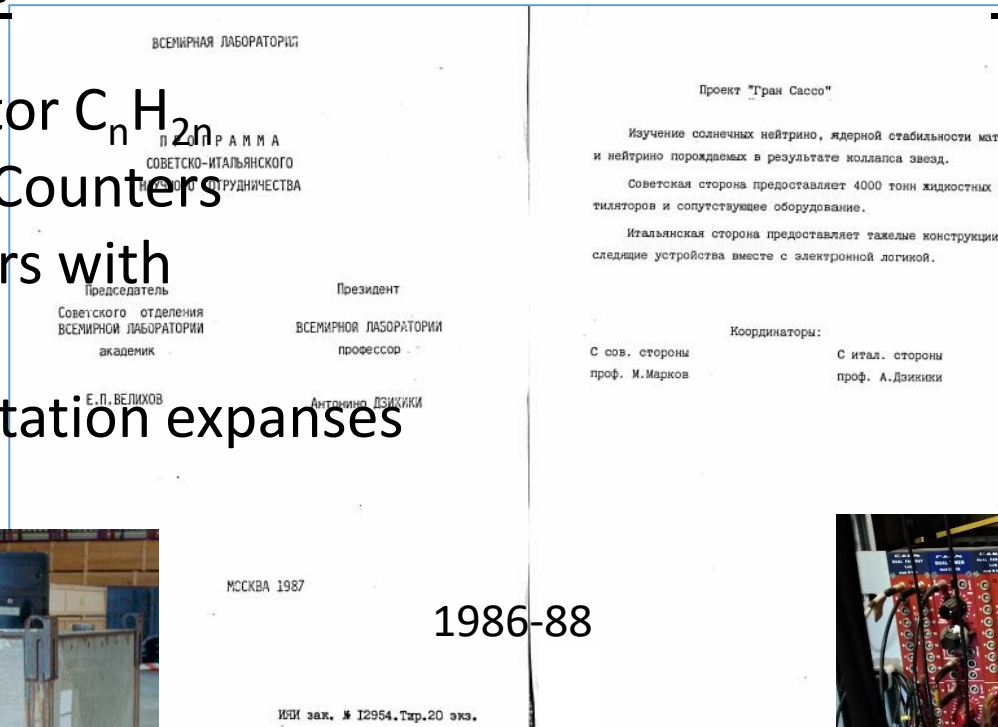 ВСЕМИРНАЯ ЛАБОРАТОРИЯ
tor CnH2n
ПРОГРАММА
СОВЕТСКО-ИТАЛЬЯНСКОГО
НАУЧНОГО СОТРУДНИЧЕСТВА
Counters
rs with
Председатель
Президент
Советского отделения
ВСЕМИРНОЙ ЛАБОРАТОРИИ
ВСЕМИРНОЙ ЛАБОРАТОРИИ
академик
профессор
Е.П.ВЕЛИХОВ
Антонино ДЗИКИКИ
tation expanses
МОСКВА 1987
1986-88
ИЯИ зак. № I2954.Тир.20 экз.
Проект "Гран Сассо"
Изучение солнечных нейтрино, ядерной стабильности мат
и нейтрино порождаемых в результате коллапса звезд.
Советская сторона предоставляет 4000 тонн жидкостных
тиляторов и сопутствующее оборудование.
Итальянская сторона предоставляет тяжелые конструкции
следящие устройства вместе с электронной логикой.
Координаторы:
С сов. стороны
С итал. стороны
проф. М.Марков
проф. А.Дзикики